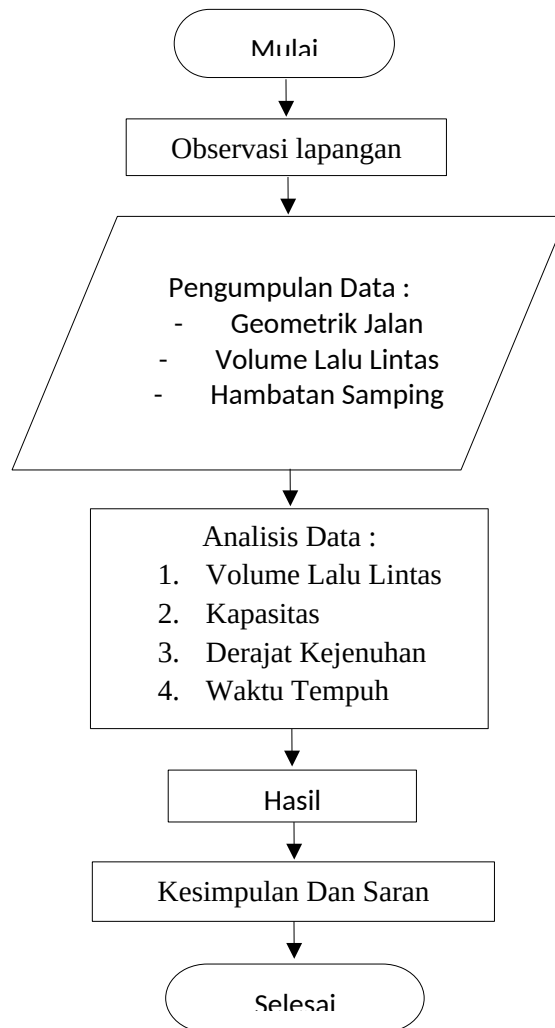 Mulai
Observasi lapangan
Pengumpulan Data :
- Geometrik Jalan
- Volume Lalu Lintas
- Hambatan Samping
Analisis Data :
1. Volume Lalu Lintas
2. Kapasitas
3. Derajat Kejenuhan
4. Waktu Tempuh
Hasil
Kesimpulan Dan Saran
Selesai